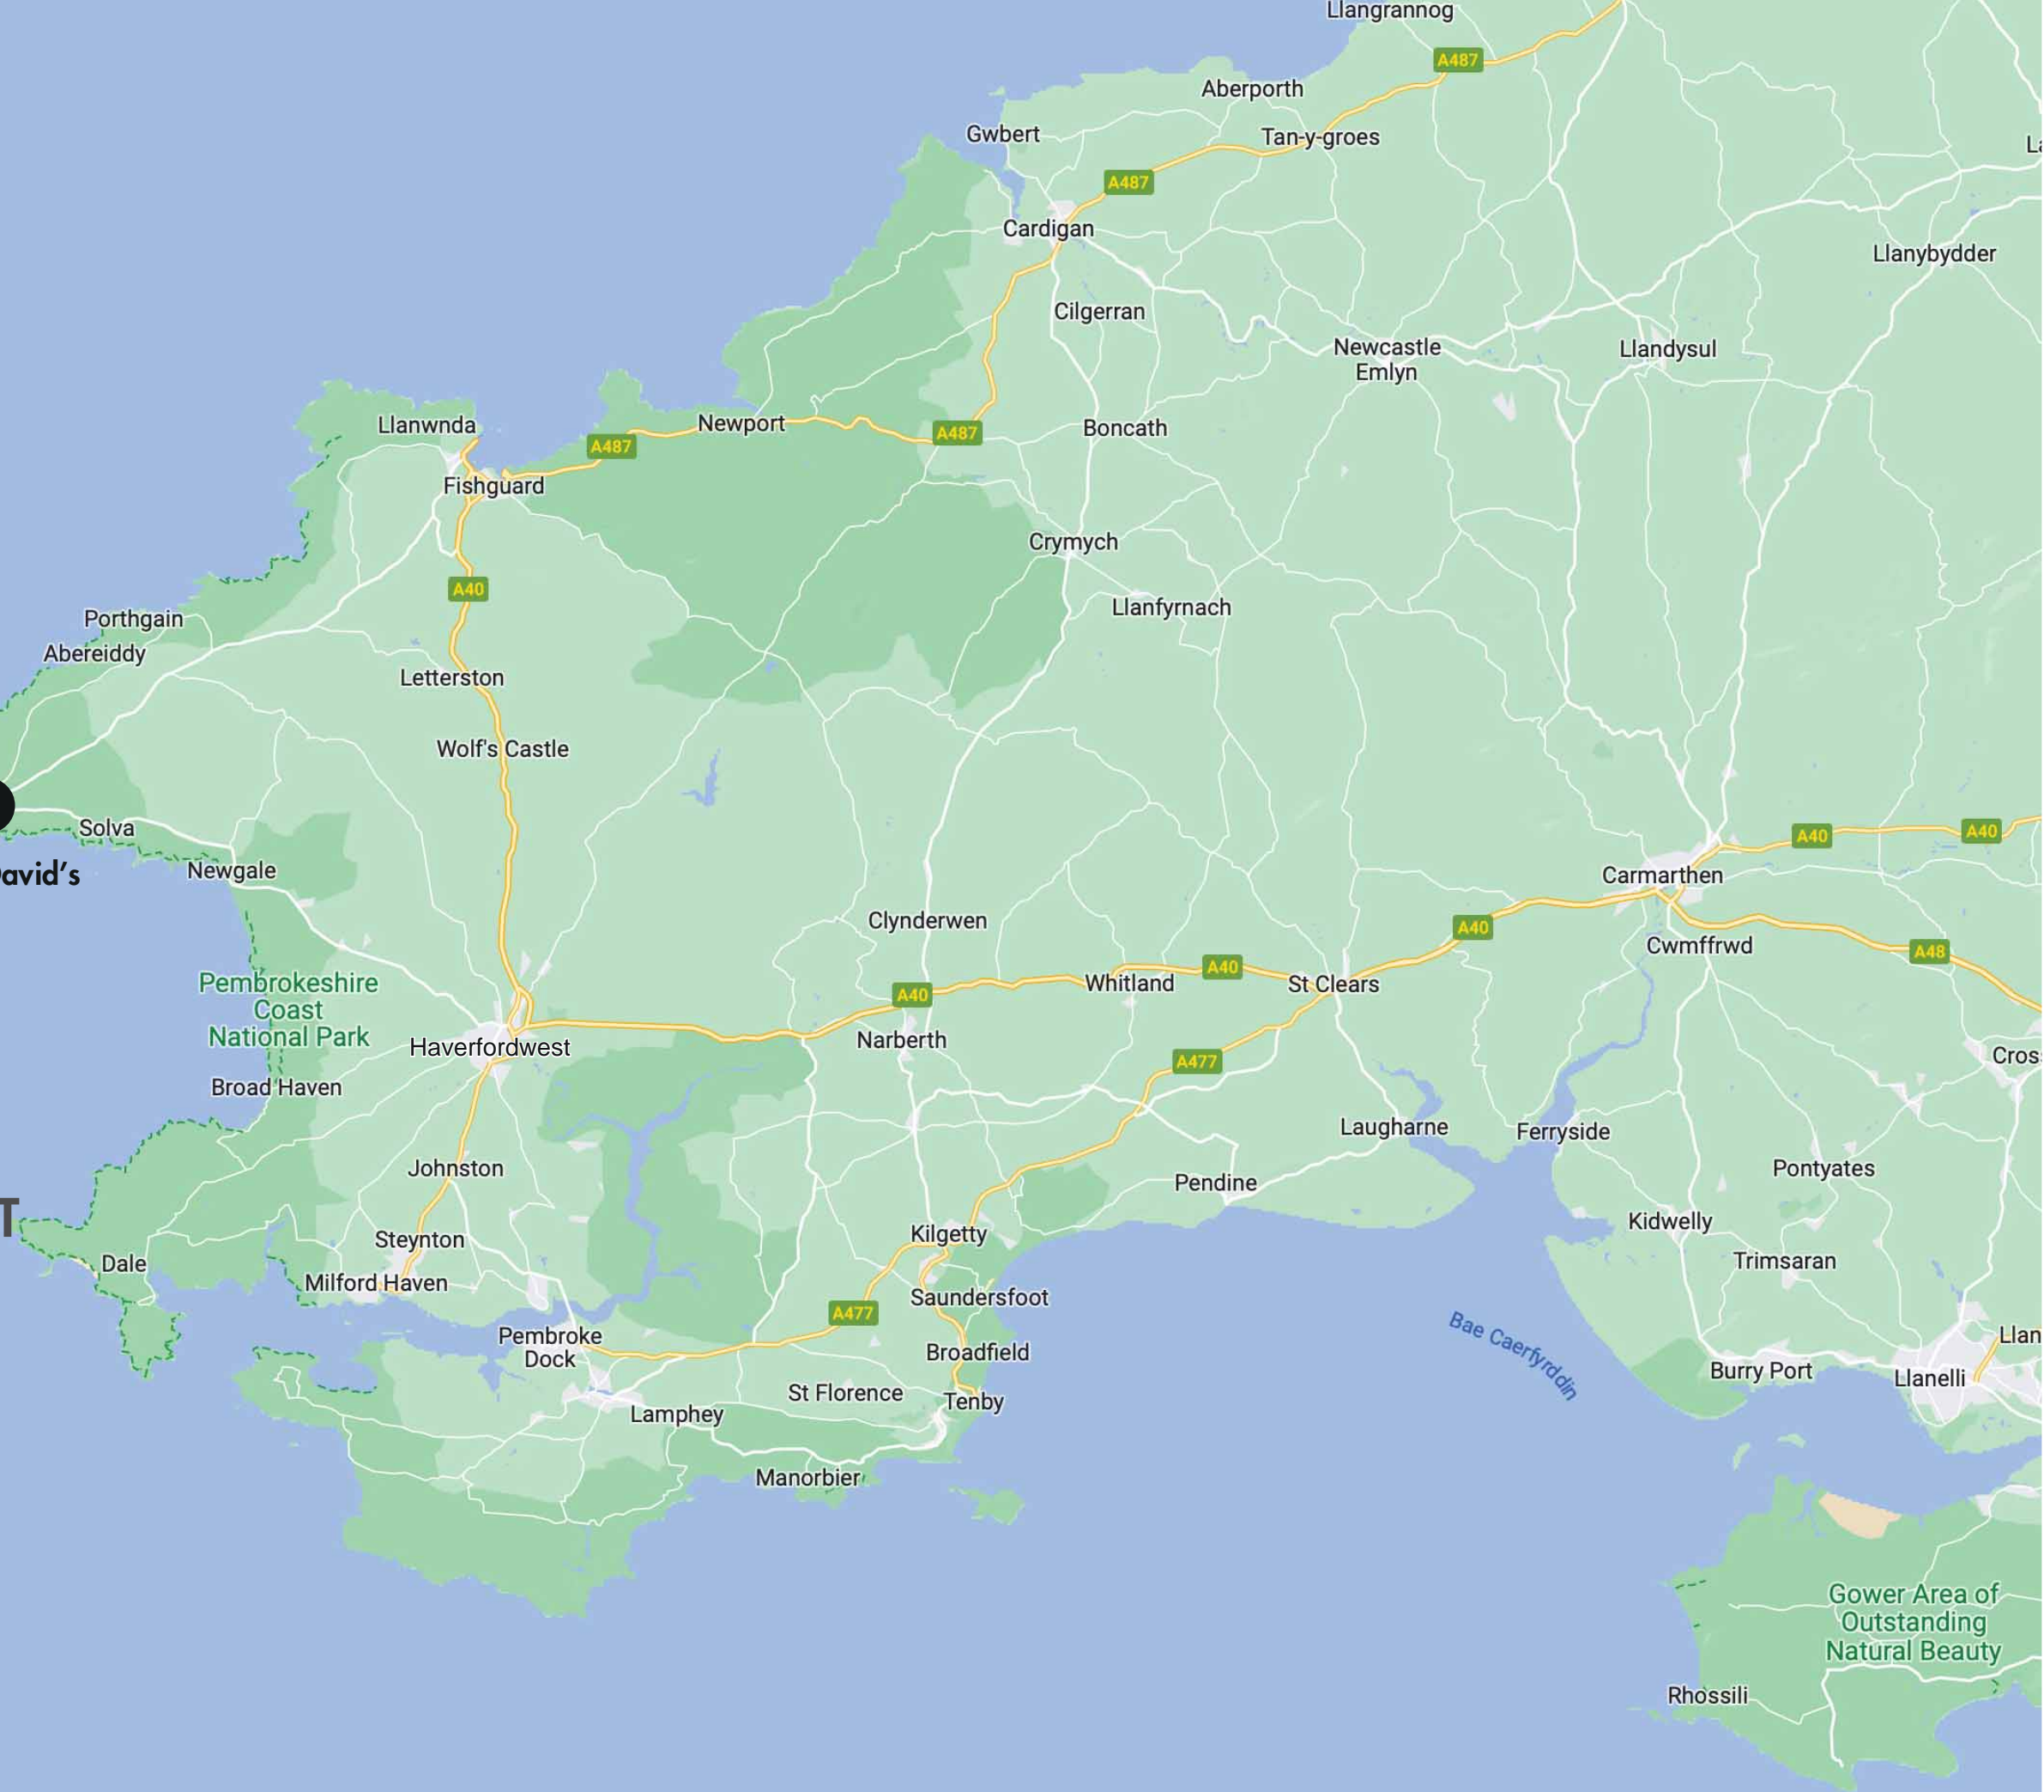 Llangrannog
A487
Aberporth
Gwbert
Tan-y-groes
A487
Cardigan
Llanybydder
Cilgerran
Newcastle
Emlyn
Llandysul
Llanwnda
Newport
A487
A487
Boncath
Fishguard
Crymych
A40
Llanfyrnach
Porthgain
Abereiddy
Letterston
Wolf's Castle
Solva
avid's
Newgale
A40
A40
Carmarthen
Clynderwen
A40
Cwmffrwd
A48
Pembrokeshire
Coast
National Park
A40
Whitland
A40
St Clears
Haverfordwest
Narberth
A477
Cros
Broad Haven
Laugharne
Ferryside
Johnston
Pontyates
Pendine
T
Steynton
Kilgetty
Kidwelly
Dale
Trimsaran
Milford Haven
Saundersfoot
A477
Bae Caerfyrddin
Pembroke
Dock
Broadfield
Llan
Burry Port
Llanelli
St Florence
Tenby
Lamphey
Manorbier
Gower Area of
Outstanding
Natural Beauty
Rhossili